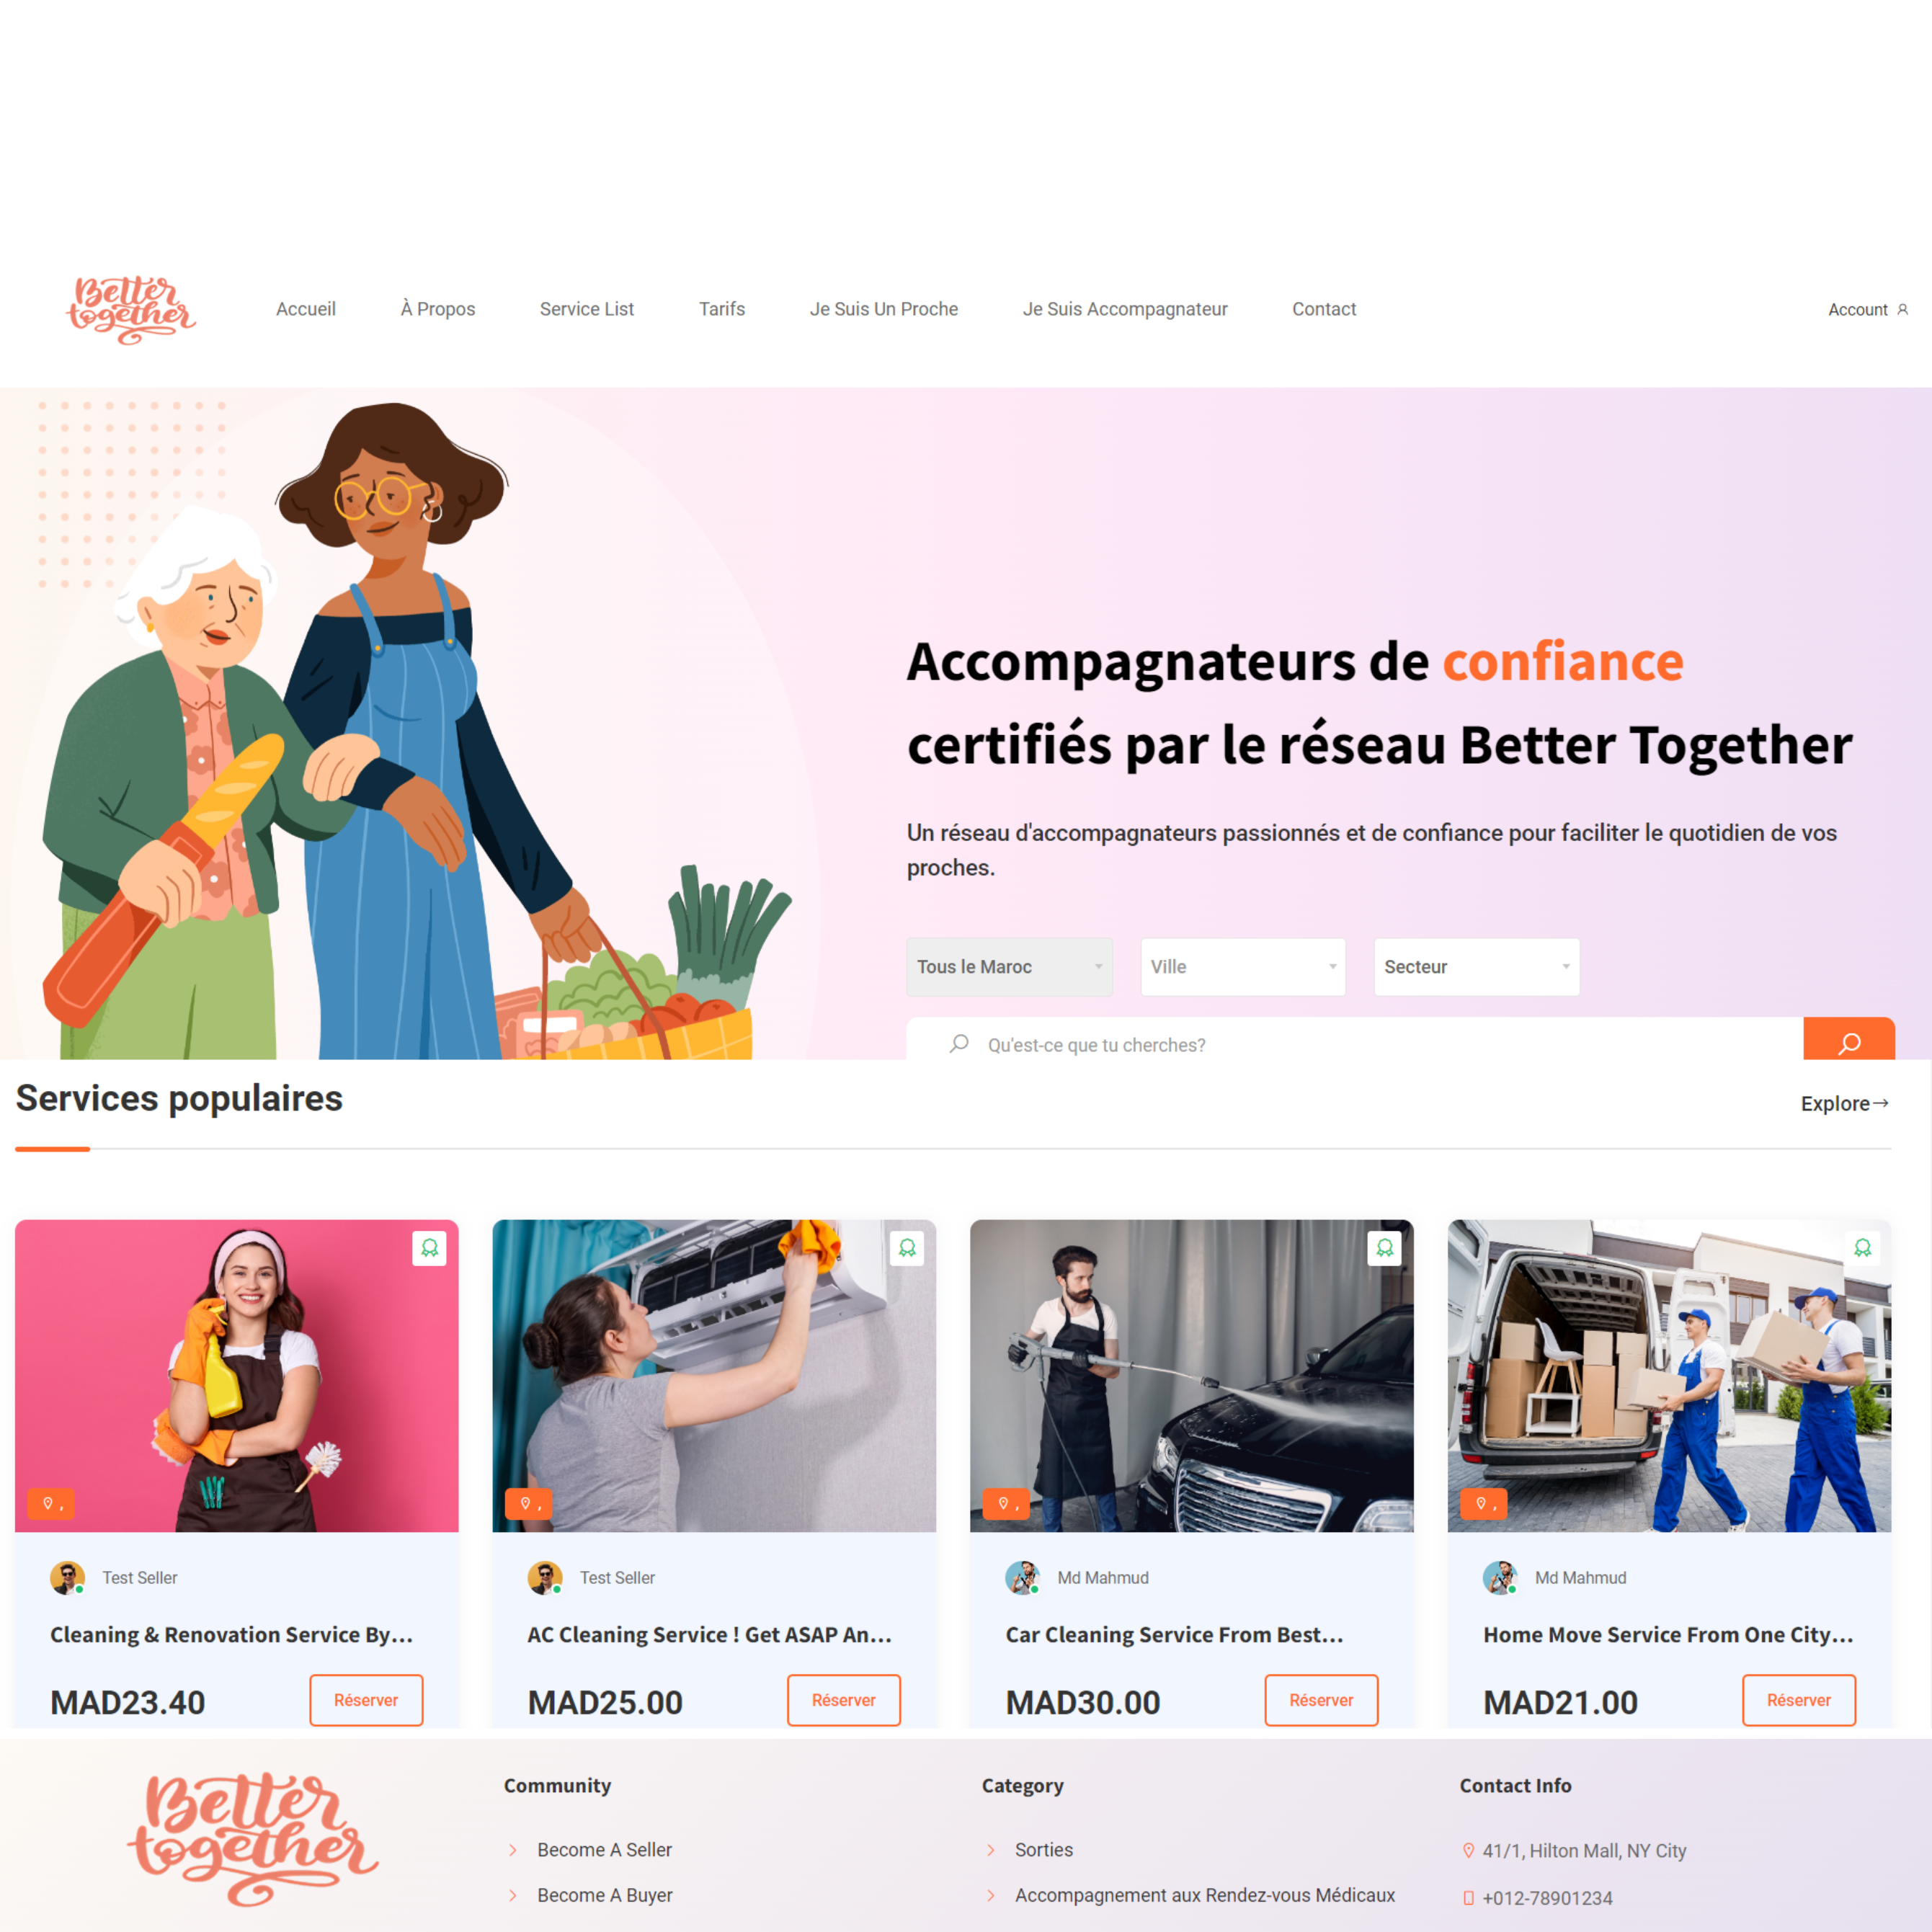 Better together
Accueil
À Propos
Service List
Tarifs
Je Suis Un Proche
Je Suis Accompagnateur
Contact
Account
Accompagnateurs de confiance
certifiés par le réseau Better Together
Un réseau d'accompagnateurs passionnés et de confiance pour faciliter le quotidien de vos
proches.
Tous le Maroc
Ville
Secteur
Qu'est-ce que tu cherches?
Services populaires
Explore→
,
,
,
,
Test Seller
Test Seller
Md Mahmud
Md Mahmud
Cleaning & Renovation Service By...
AC Cleaning Service ! Get ASAP An...
Car Cleaning Service From Best...
Home Move Service From One City...
MAD23.40
Réserver
MAD25.00
Réserver
MAD30.00
Réserver
MAD21.00
Réserver
Better
together
Community
Become A Seller
Become A Buyer
Category
Sorties
Accompagnement aux Rendez-vous Médicaux
Contact Info
41/1, Hilton Mall, NY City
+012-78901234